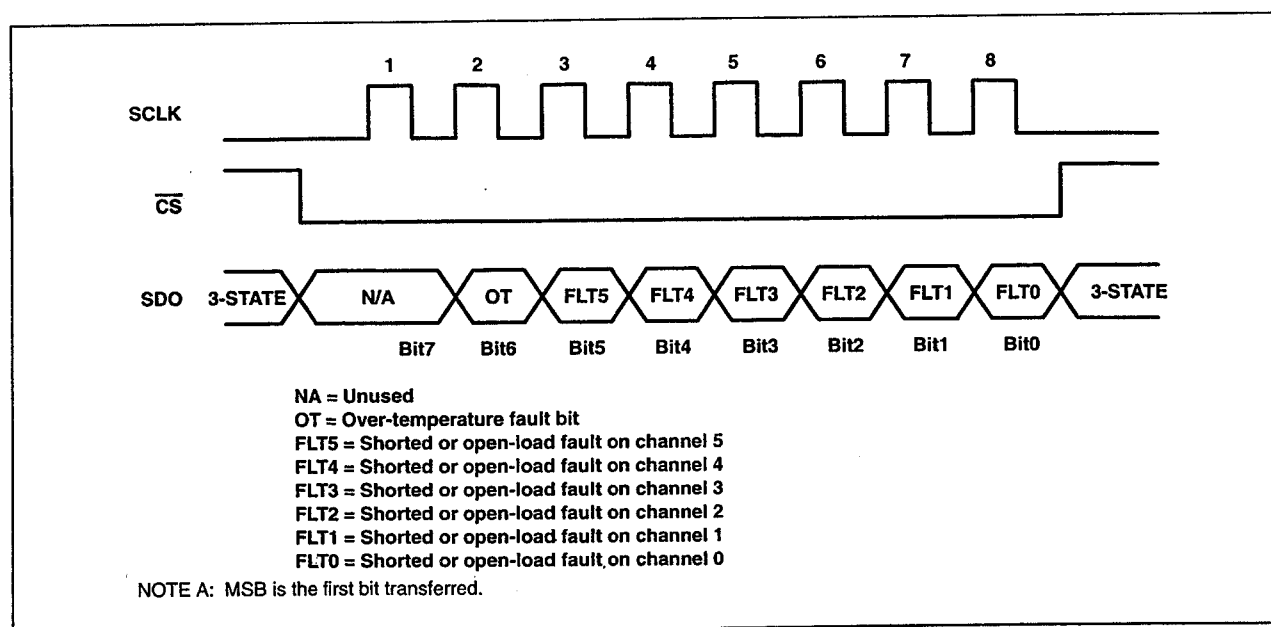 1 2 3 4 5 6 7 8
SCLK
CS
SDO 3-STATE N/A OT FLT5 FLT4 FLT3 FLT2 FLT1 FLT0 3-STATE
Bit7 Bit6 Bit5 Bit4 Bit3 Bit2 Bit1 Bit0
NA = Unused
OT = Over-temperature fault bit
FLT5 = Shorted or open-load fault on channel 5
FLT4 = Shorted or open-load fault on channel 4
FLT3 = Shorted or open-load fault on channel 3
FLT2 = Shorted or open-load fault on channel 2
FLT1 = Shorted or open-load fault on channel 1
FLT0 = Shorted or open-load fault on channel 0
NOTE A: MSB is the first bit transferred.